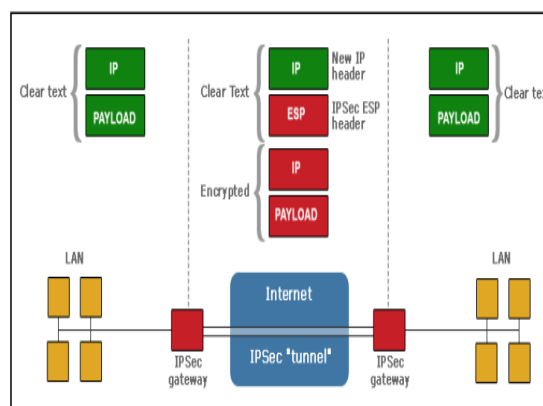 Clear text
IP
PAYLOAD
Clear Text
IP
New IP
header
ESP
IPSec ESP
header
Encrypted
IP
PAYLOAD
IP
PAYLOAD
Clear te
LAN
LAN
Internet
IPSec "tunnel"
IPSec
gateway
IPSec
gateway